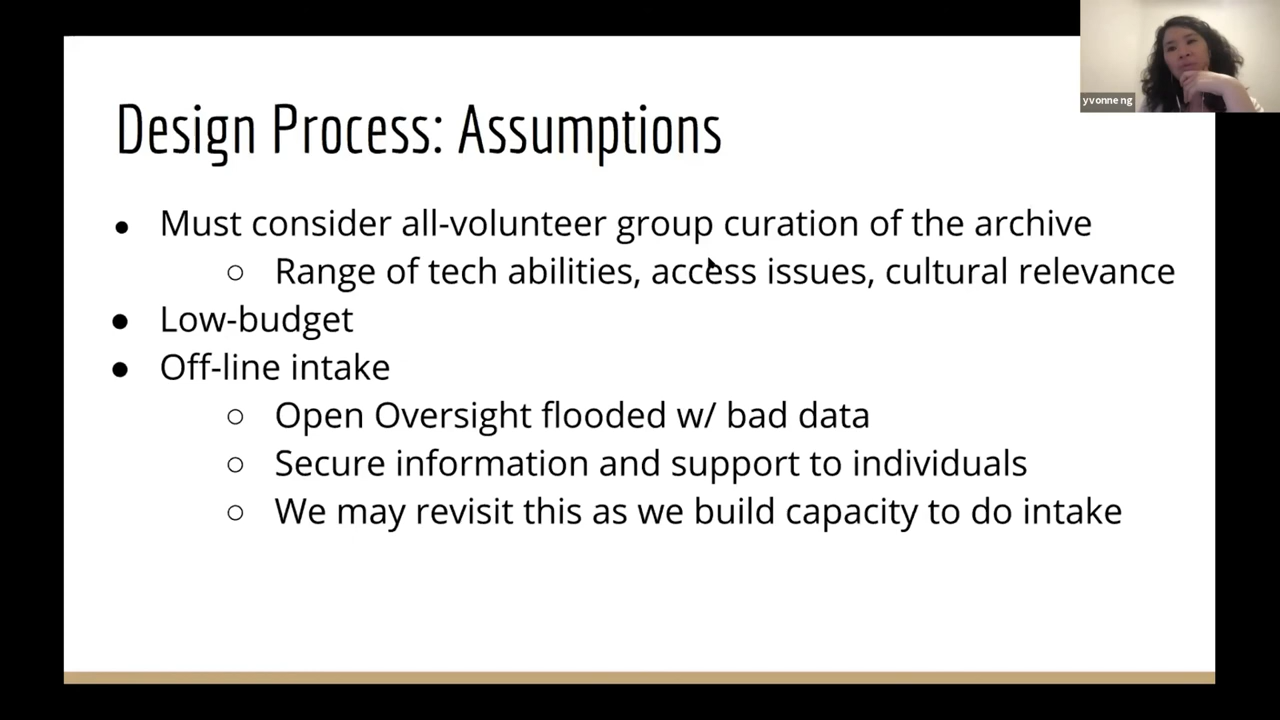 Design Process: Assumptions
yvonne ng
● Must consider all-volunteer group curation of the archive
○ Range of tech abilities, access issues, cultural relevance
● Low-budget
● Off-line intake
○ Open Oversight flooded w/ bad data
○ Secure information and support to individuals
○ We may revisit this as we build capacity to do intake